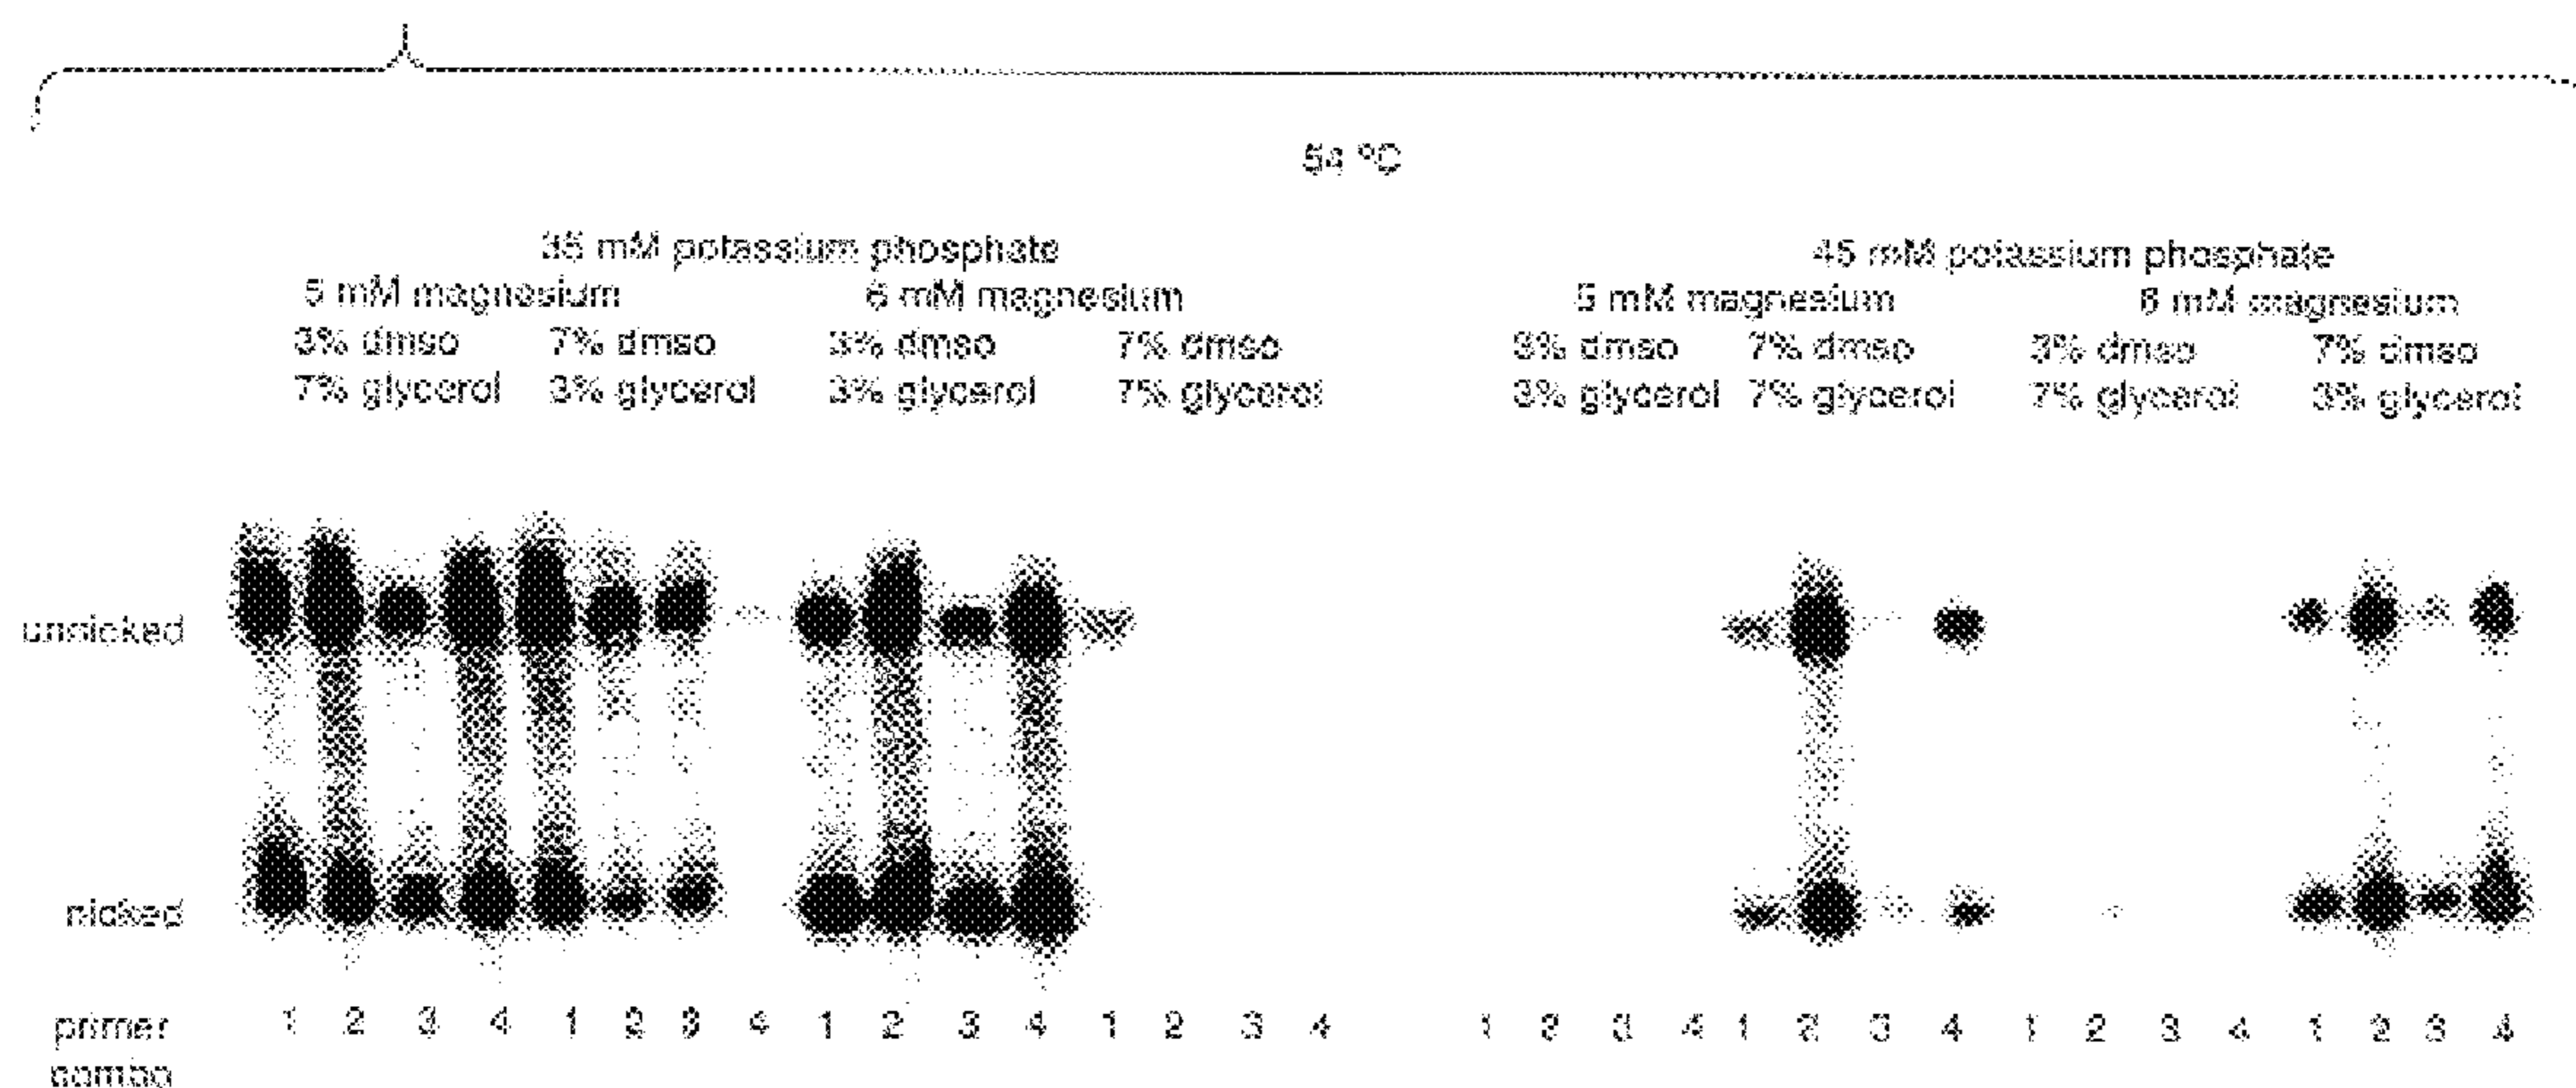 54 °C
35 mM potassium phosphate 45 mM potassium phosphate
5 mM magnesium 6 mM magnesium 5 mM magnesium 6 mM magnesium
3% dmso 7% dmso 3% dmso 7% dmso 3% dmso 7% dmso 3% dmso 7% dmso
7% glycerol 3% glycerol 3% glycerol 7% glycerol 3% glycerol 7% glycerol 7% glycerol 3% glycerol
unnicked
nicked
primer 1 2 3 4 1 2 3 4 1 2 3 4 1 2 3 4 1 2 3 4 1 2 3 4 1 2 3 4 1 2 3 4
combo